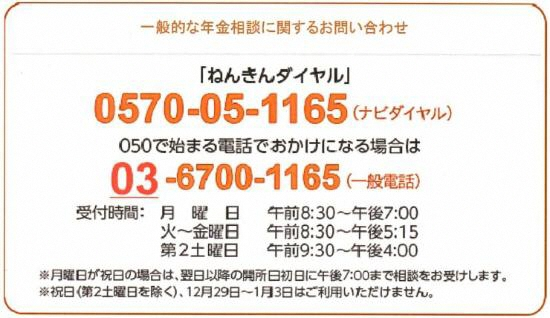 一般的な年金相談に関するお問い合わせ
「ねんきんダイヤル」
0570-05-1165(ナビダイヤル)
050で始まる電話でおかけになる場合は
03-6700-1165(一般電話)
受付時間： 月 曜 日 午前8:30～午後7:00
火～金曜日 午前8:30～午後5:15
第2土曜日 午前9:30～午後4:00
※月曜日が祝日の場合は、翌日以降の開所日初日に午後7:00まで相談をお受けします。
※祝日(第2土曜日を除く)、12月29日～1月3日はご利用いただけません。